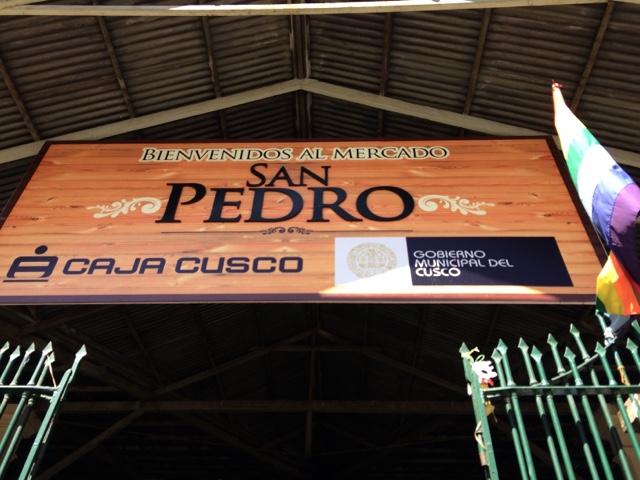 BIENVENIDOS AL MERCADO
SAN
PEDRO
CAJA CUSCO
GOBIERNO
MUNICIPAL DEL
CUSCO